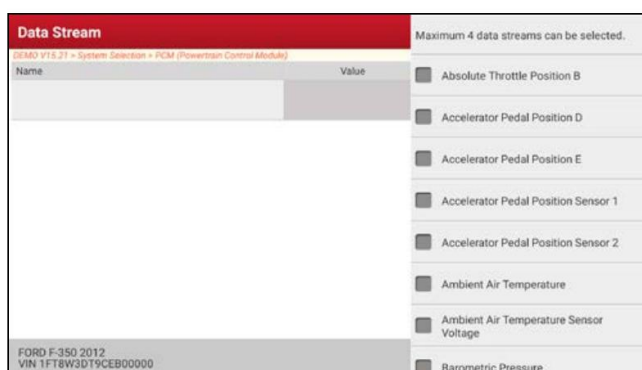 Data Stream
DEMO V15.21 > System Selection > PCM (Powertrain Control Module)
Name Value
FORD F-350 2012
VIN 1FT8W3DT9CEB00000
Maximum 4 data streams can be selected.
Absolute Throttle Position B
Accelerator Pedal Position D
Accelerator Pedal Position E
Accelerator Pedal Position Sensor 1
Accelerator Pedal Position Sensor 2
Ambient Air Temperature
Ambient Air Temperature Sensor
Voltage
Barometric Pressure